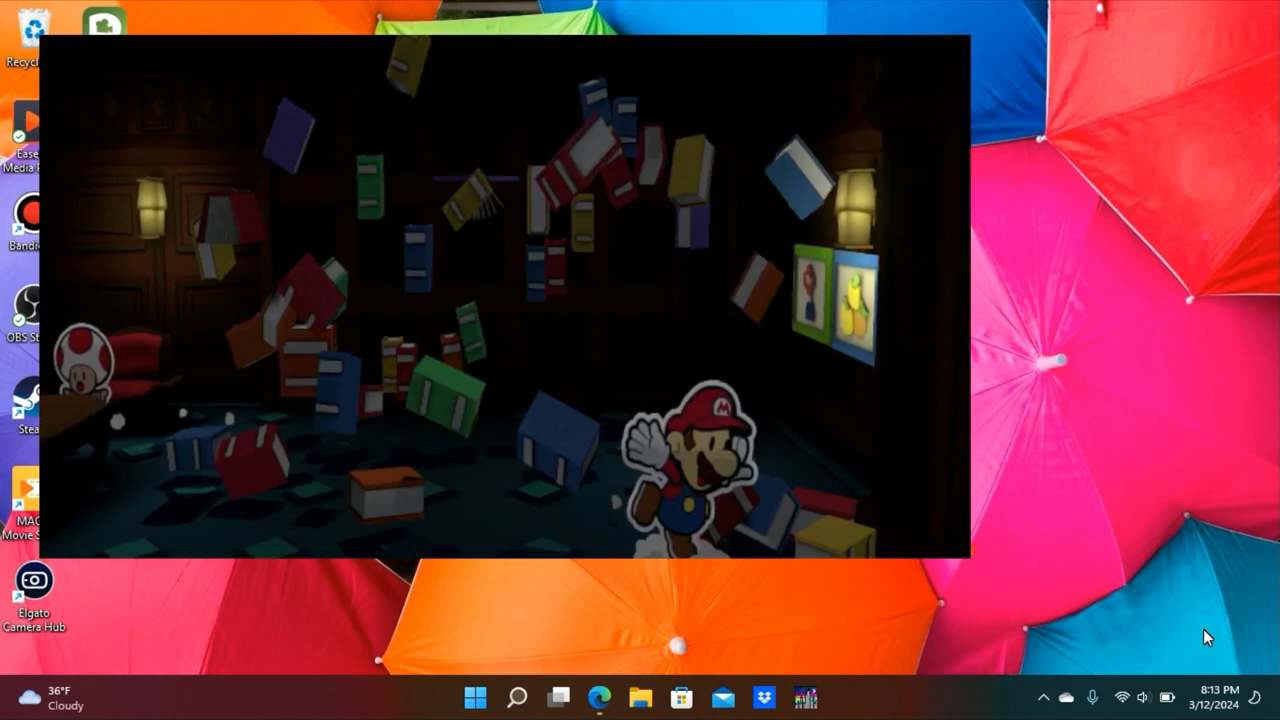 Recycl
Ease
Media P
Bandic
OBS St
Stea
MAG
Movie S
Elgato
Camera Hub
M
36°F
Cloudy
8:13 PM
3/12/2024